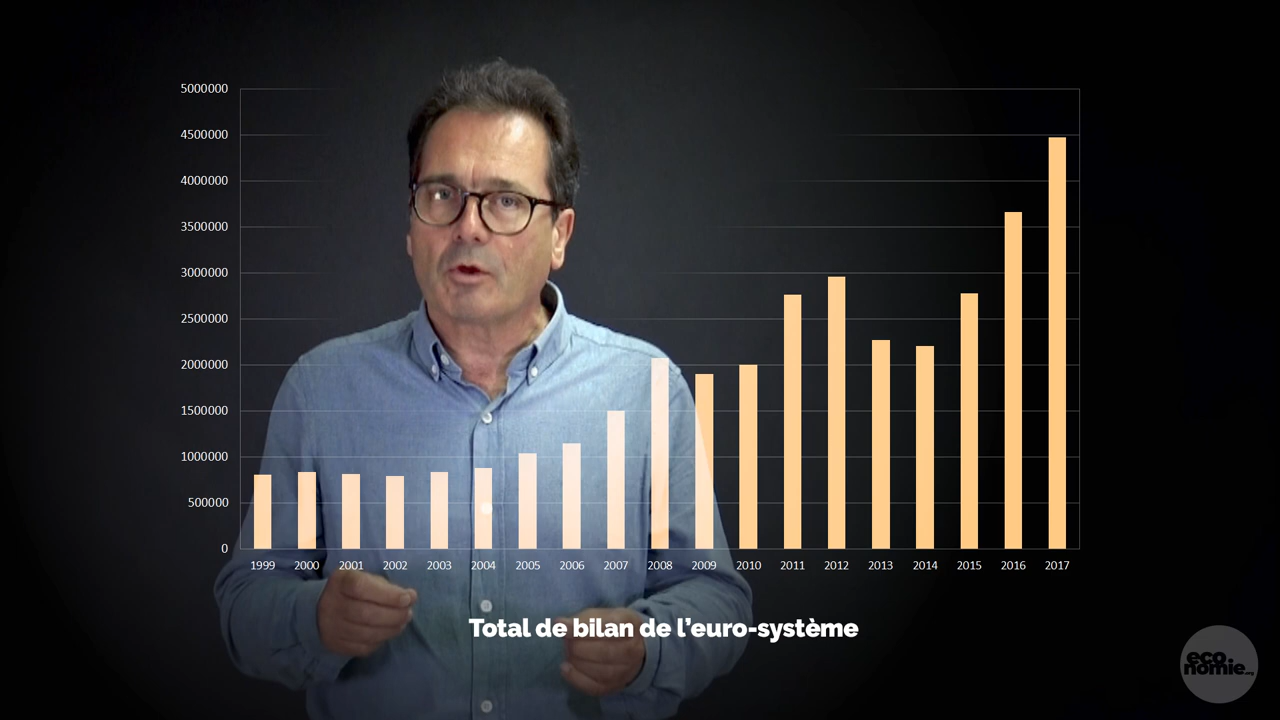 5000000
4500000
4000000
3500000
3000000
2500000
2000000
1500000
1000000
500000
0
1999 2000 2001 2002 2003 2004 2005 2006 2007 2008 2009 2010 2011 2012 2013 2014 2015 2016 2017
Total de bilan de l’euro-système
eco
nomie.org